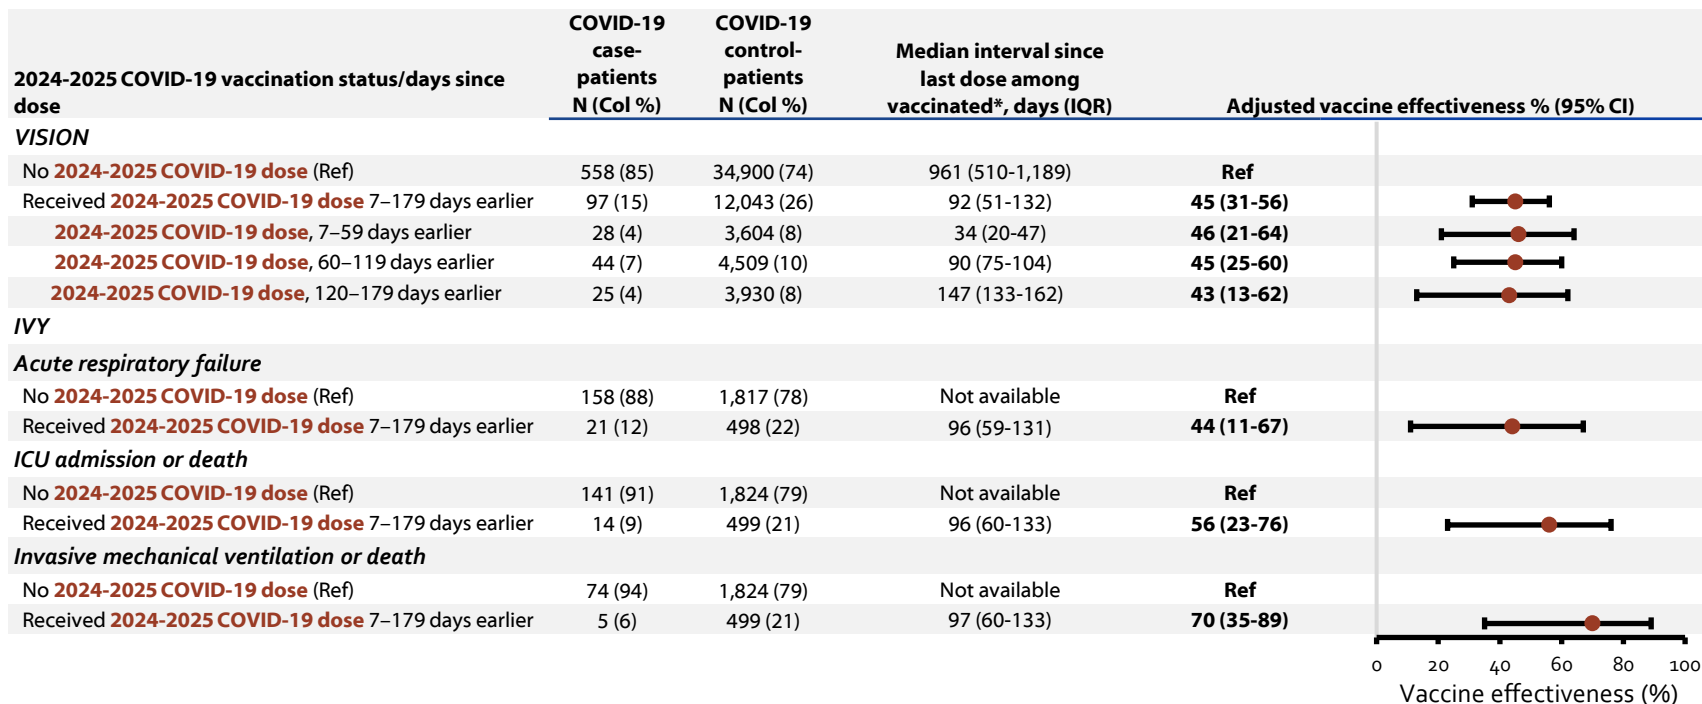 2024-2025 COVID-19 vaccination status/days since dose
COVID-19 case-patients N (Col %)
COVID-19 control-patients N (Col %)
Median interval since last dose among vaccinated*, days (IQR)
Adjusted vaccine effectiveness % (95% CI)
VISION
No 2024-2025 COVID-19 dose (Ref) 558 (85) 34,900 (74) 961 (510-1,189) Ref
Received 2024-2025 COVID-19 dose 7–179 days earlier 97 (15) 12,043 (26) 92 (51-132) 45 (31-56)
2024-2025 COVID-19 dose, 7–59 days earlier 28 (4) 3,604 (8) 34 (20-47) 46 (21-64)
2024-2025 COVID-19 dose, 60–119 days earlier 44 (7) 4,509 (10) 90 (75-104) 45 (25-60)
2024-2025 COVID-19 dose, 120–179 days earlier 25 (4) 3,930 (8) 147 (133-162) 43 (13-62)
IVY
Acute respiratory failure
No 2024-2025 COVID-19 dose (Ref) 158 (88) 1,817 (78) Not available Ref
Received 2024-2025 COVID-19 dose 7–179 days earlier 21 (12) 498 (22) 96 (59-131) 44 (11-67)
ICU admission or death
No 2024-2025 COVID-19 dose (Ref) 141 (91) 1,824 (79) Not available Ref
Received 2024-2025 COVID-19 dose 7–179 days earlier 14 (9) 499 (21) 96 (60-133) 56 (23-76)
Invasive mechanical ventilation or death
No 2024-2025 COVID-19 dose (Ref) 74 (94) 1,824 (79) Not available Ref
Received 2024-2025 COVID-19 dose 7–179 days earlier 5 (6) 499 (21) 97 (60-133) 70 (35-89)
0 20 40 60 80 100
Vaccine effectiveness (%)